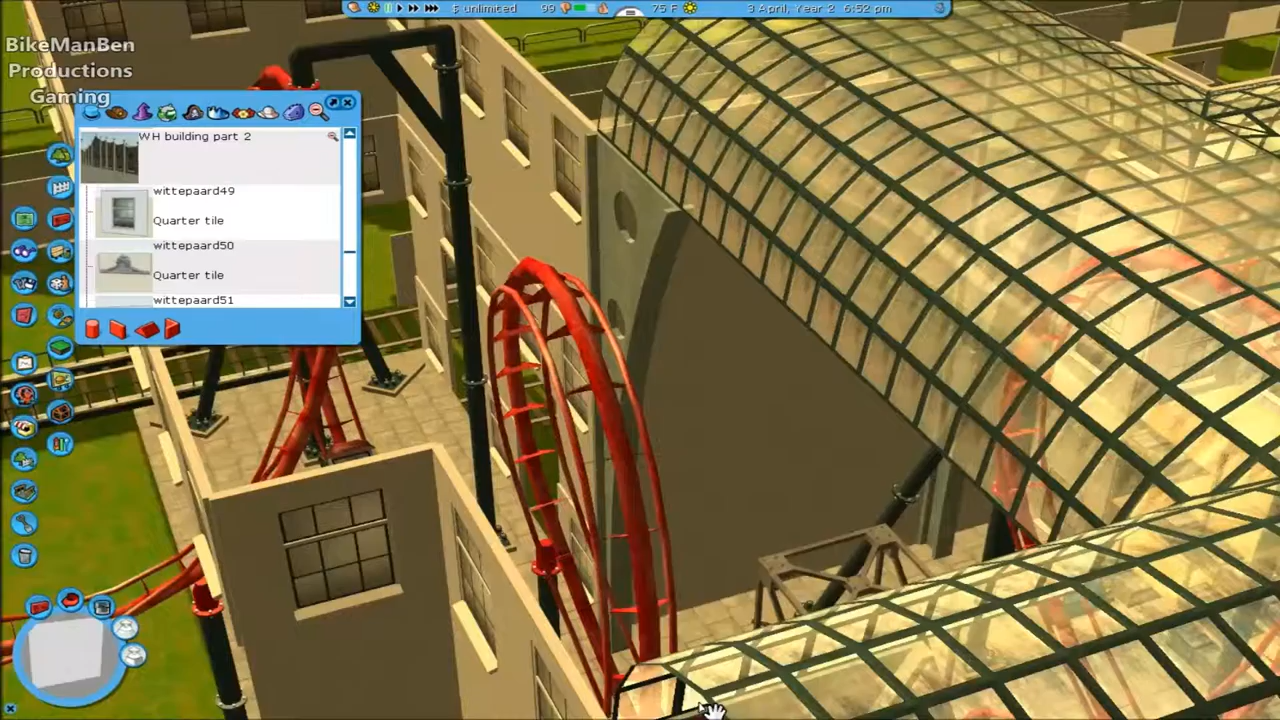 $ unlimited 99 75 F 3 April, Year 2 6:52 pm
BikeManBen
Productions
Gaming
WH building part 2
wittepaard49
Quarter tile
wittepaard50
Quarter tile
wittepaard51